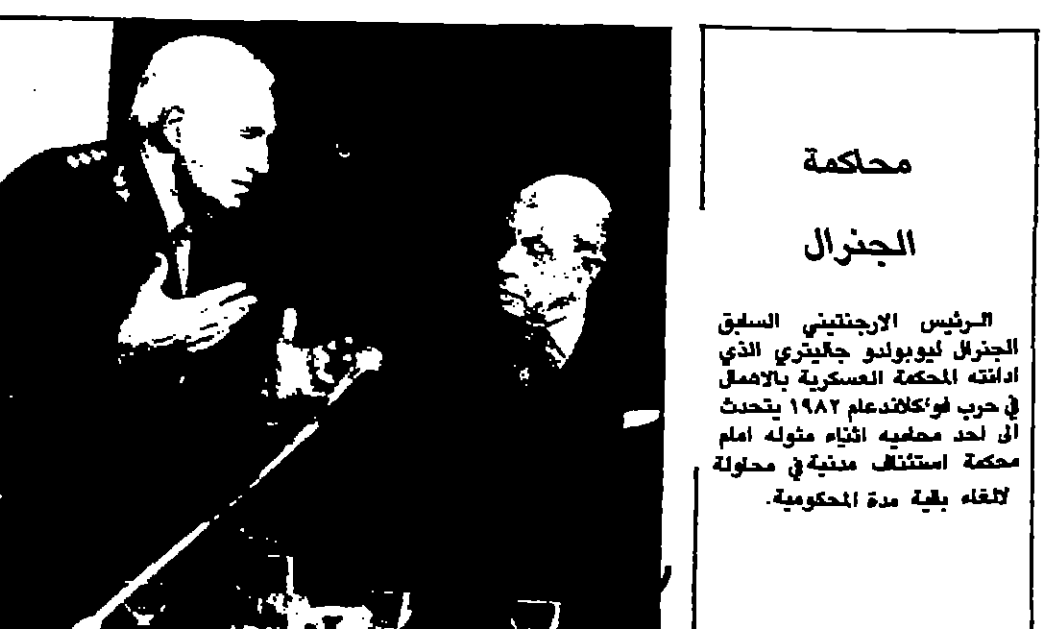 محاكمة
الجنرال
الرئيس الارجنتيني السابق
الجنرال ليوبولدو جاليتري الذي
ادانته المحكمة العسكرية بالاهمال
في حرب فوكلاند عام ١٩٨٢ يتحدث
الى احد محاميه اثناء مثوله امام
محكمة استئناف مدنية في محاولة
لالغاء بقية مدة المحكومية.